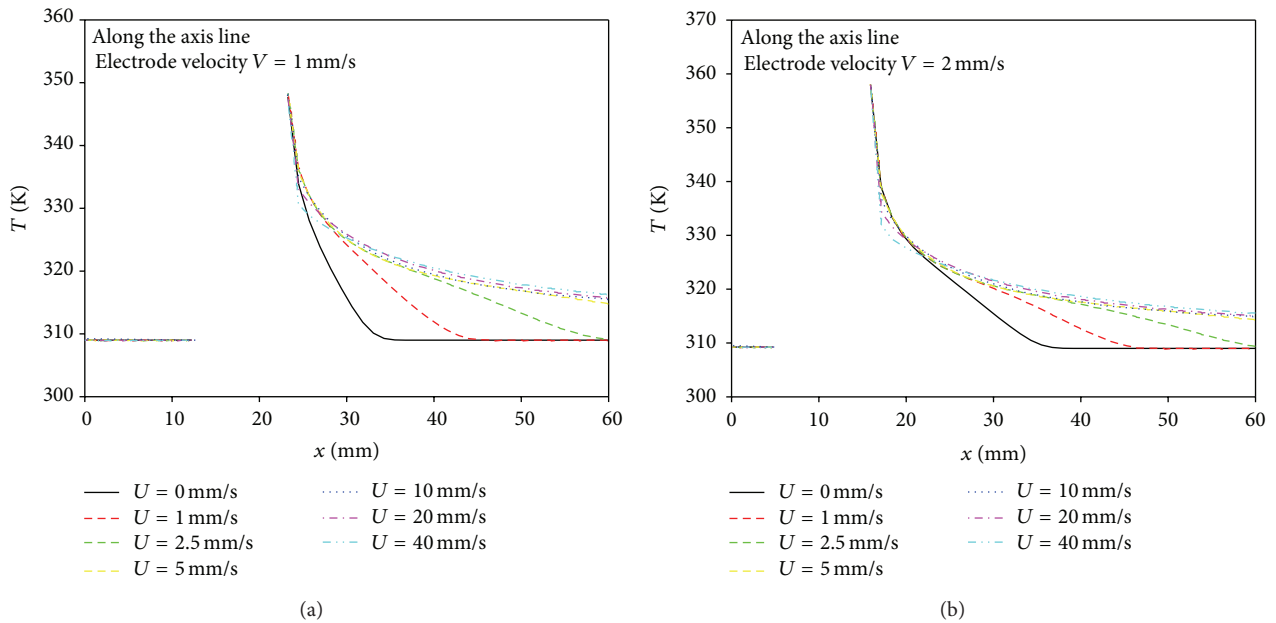 Along the axis line
Electrode velocity V = 1 mm/s
360
350
340
330
320
310
300
T (K)
0 10 20 30 40 50 60
x (mm)
U = 0 mm/s
U = 1 mm/s
U = 2.5 mm/s
U = 5 mm/s
U = 10 mm/s
U = 20 mm/s
U = 40 mm/s
(a)
Along the axis line
Electrode velocity V = 2 mm/s
370
360
350
340
330
320
310
300
T (K)
0 10 20 30 40 50 60
x (mm)
U = 0 mm/s
U = 1 mm/s
U = 2.5 mm/s
U = 5 mm/s
U = 10 mm/s
U = 20 mm/s
U = 40 mm/s
(b)